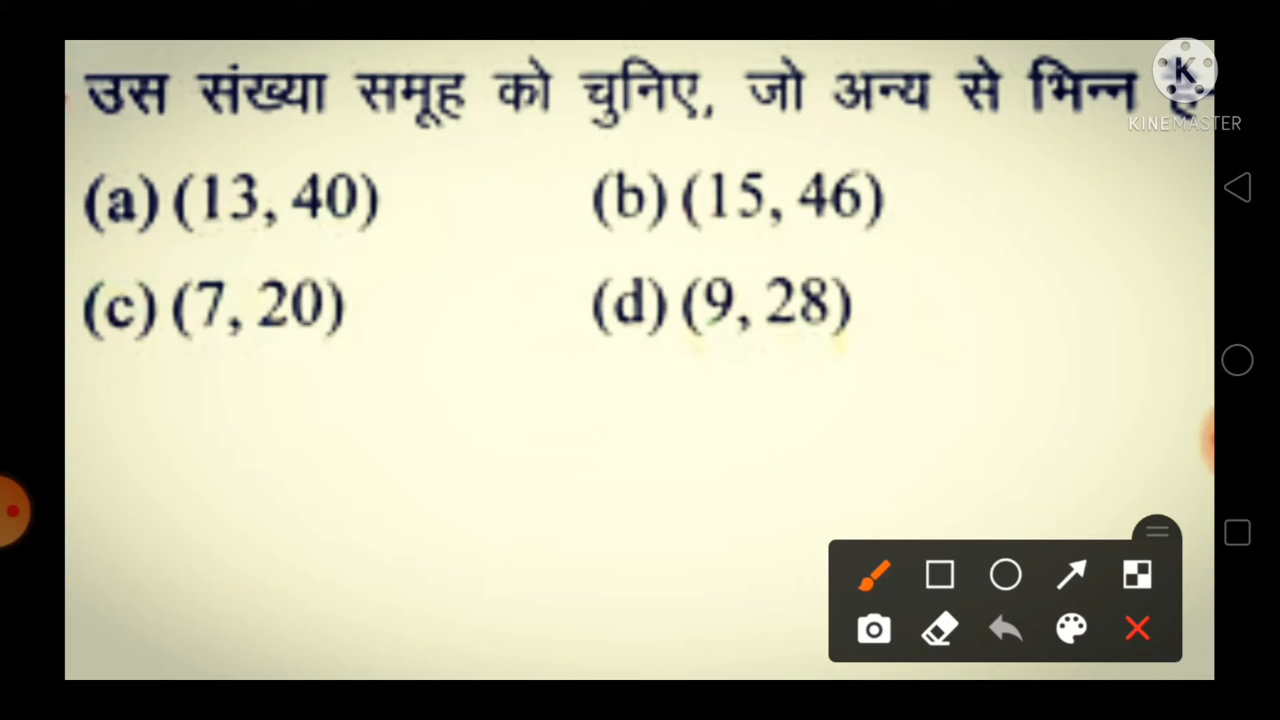 उस संख्या समूह को चुनिए, जो अन्य से भिन्न
(a) (13, 40) (b) (15, 46)
(c) (7, 20) (d) (9, 28)
K
KINEMASTER